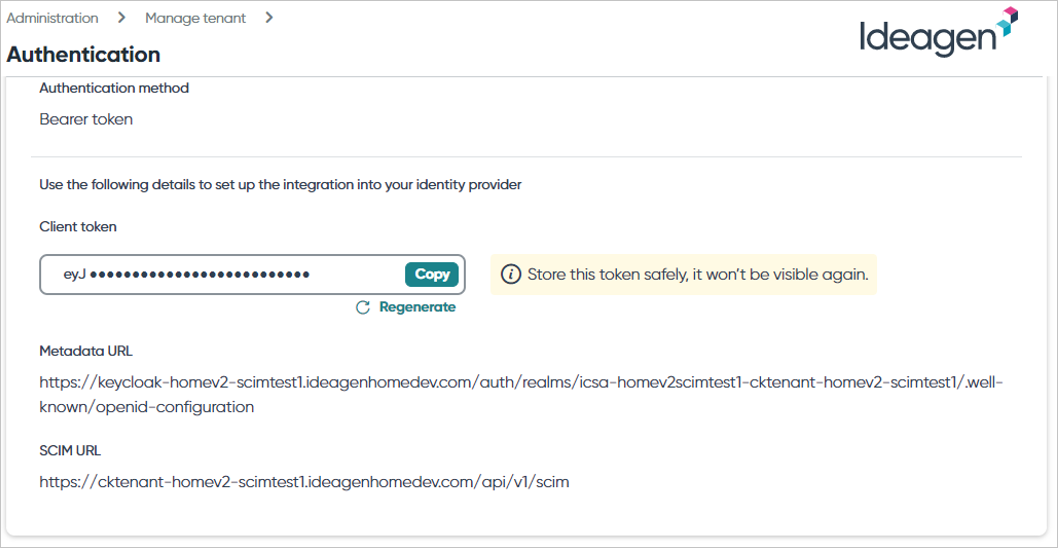 Administration > Manage tenant >
Ideagen
Authentication
Authentication method
Bearer token
Use the following details to set up the integration into your identity provider
Client token
eyJ •••••••••••••••••••••••••• Copy
Store this token safely, it won't be visible again.
Regenerate
Metadata URL
https://keycloak-homev2-scimtest1.ideagenhomedev.com/auth/realms/icsa-homev2scimtest1-cktenant-homev2-scimtest1/.well-
known/openid-configuration
SCIM URL
https://cktenant-homev2-scimtest1.ideagenhomedev.com/api/v1/scim